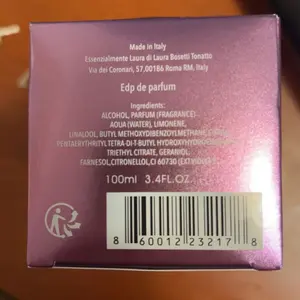 Made in Italy
Essenzialmente Laura di Laura Bosetti Tonatto
Via dei Coronari, 57,00186 Roma RM, Italy
Edp de parfum
Ingredients:
ALCOHOL, PARFUM (FRAGRANCE),
AQUA (WATER), LIMONENE,
LINALOOL, BUTYL METHOXYDIBENZOYLMETHANE,
PENTAERYTHRITYL TETRA-DI-T-BUTYL HYDROXYHYDROCINNAMATE,
TRIETHYL CITRATE, GERANIOL,
FARNESOL, CITRONELLOL, CI 60730 (EXT.
100ml 3.4FL.OZ.
8 60012 23217 8